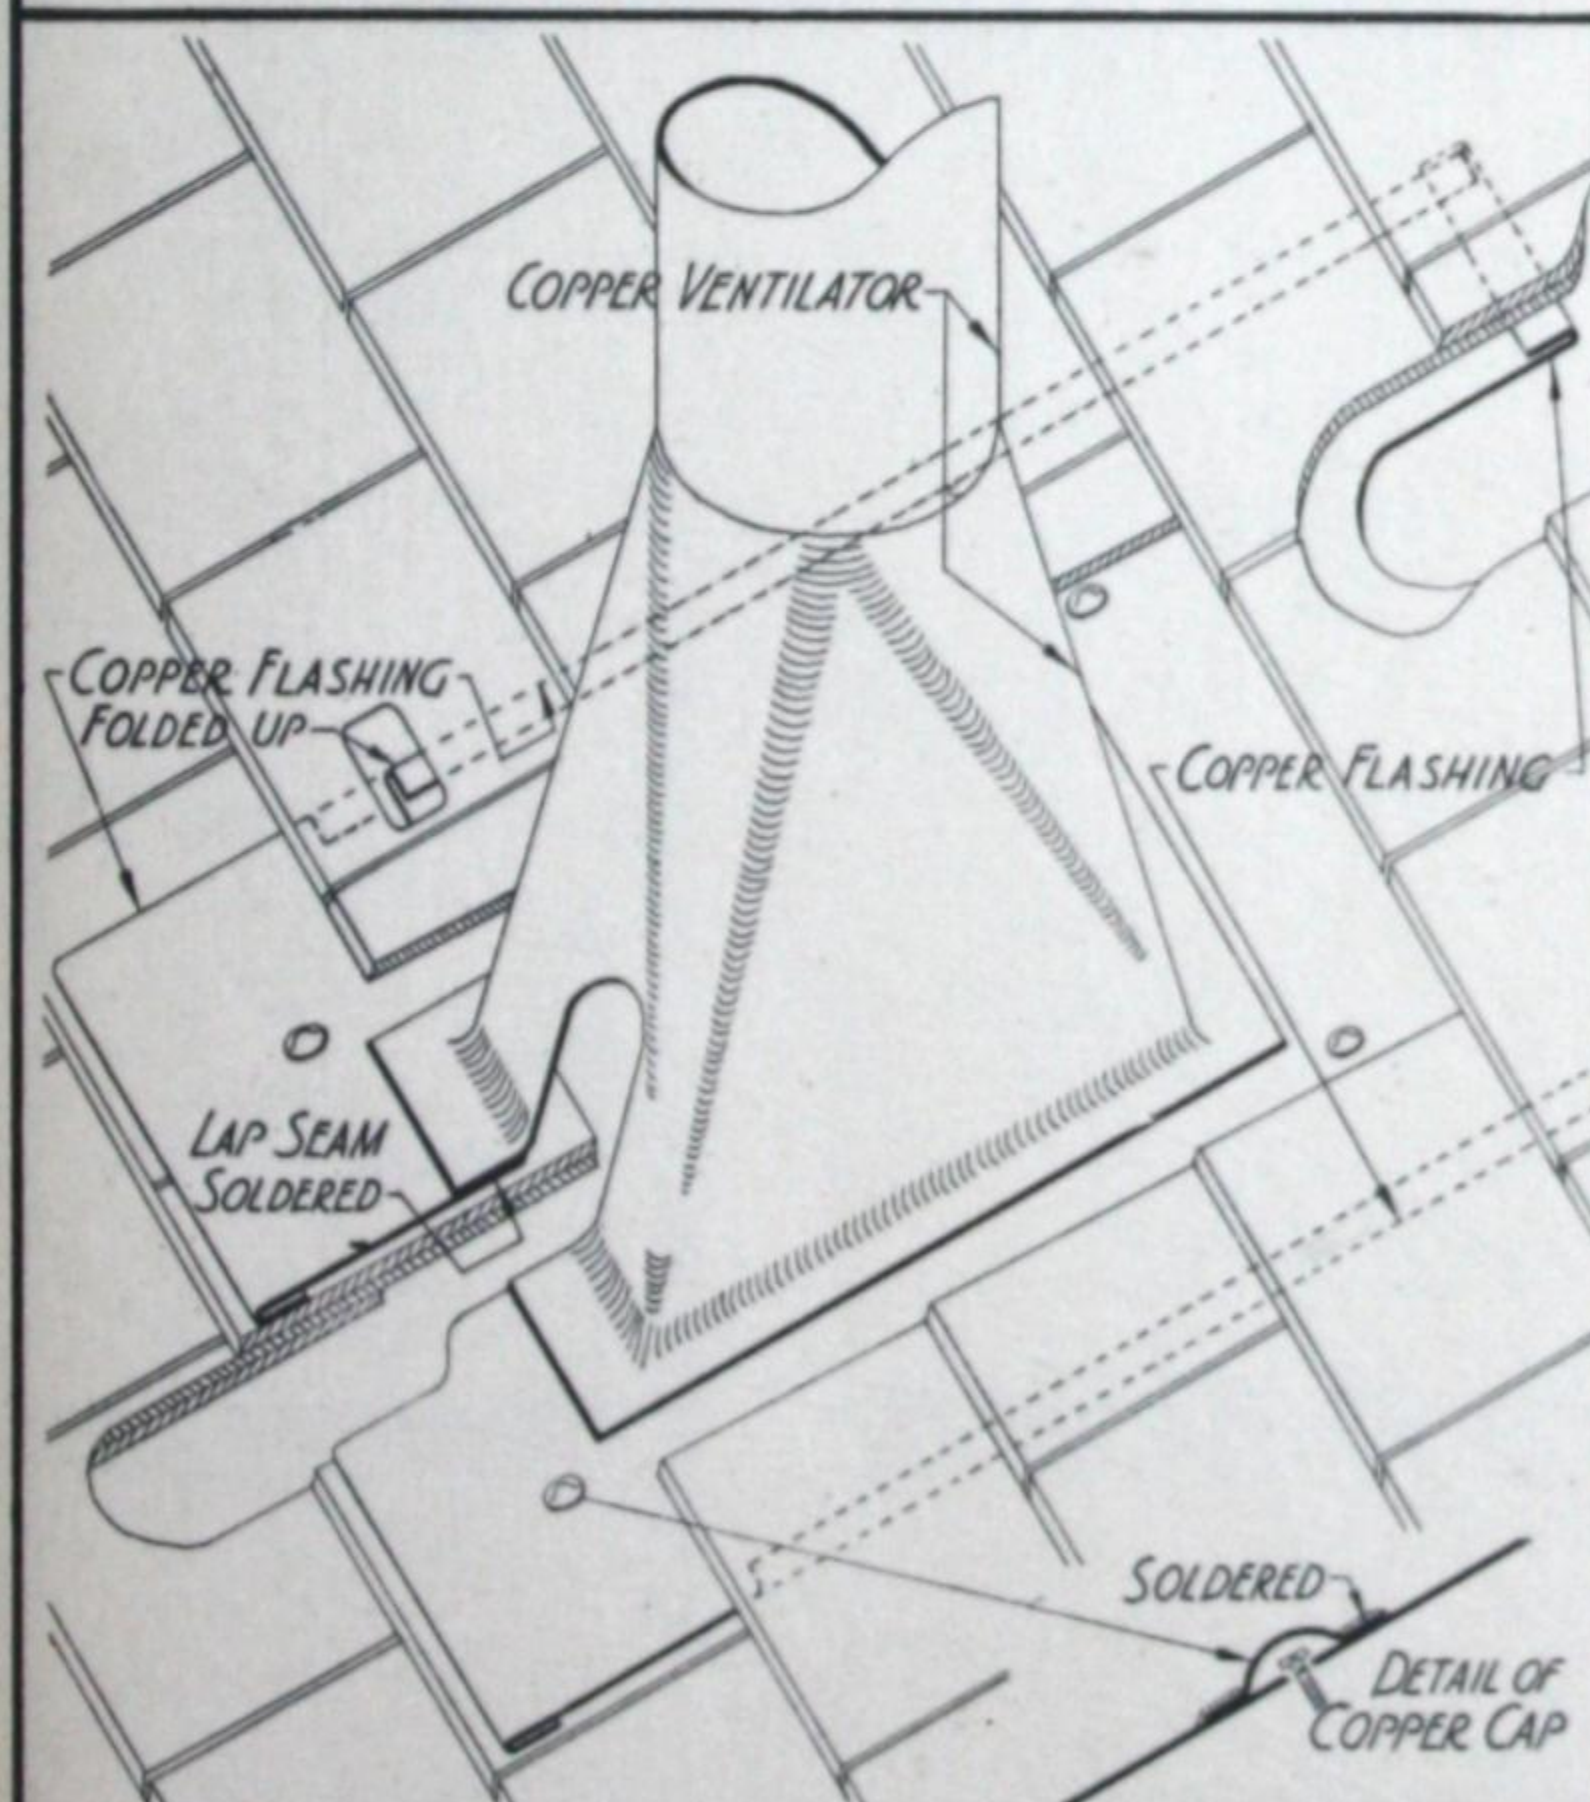 COPPER VENTILATOR
COPPER FLASHING
FOLDED UP
COPPER FLASHING
LAP SEAM
SOLDERED
SOLDERED
DETAIL OF
COPPER CAP